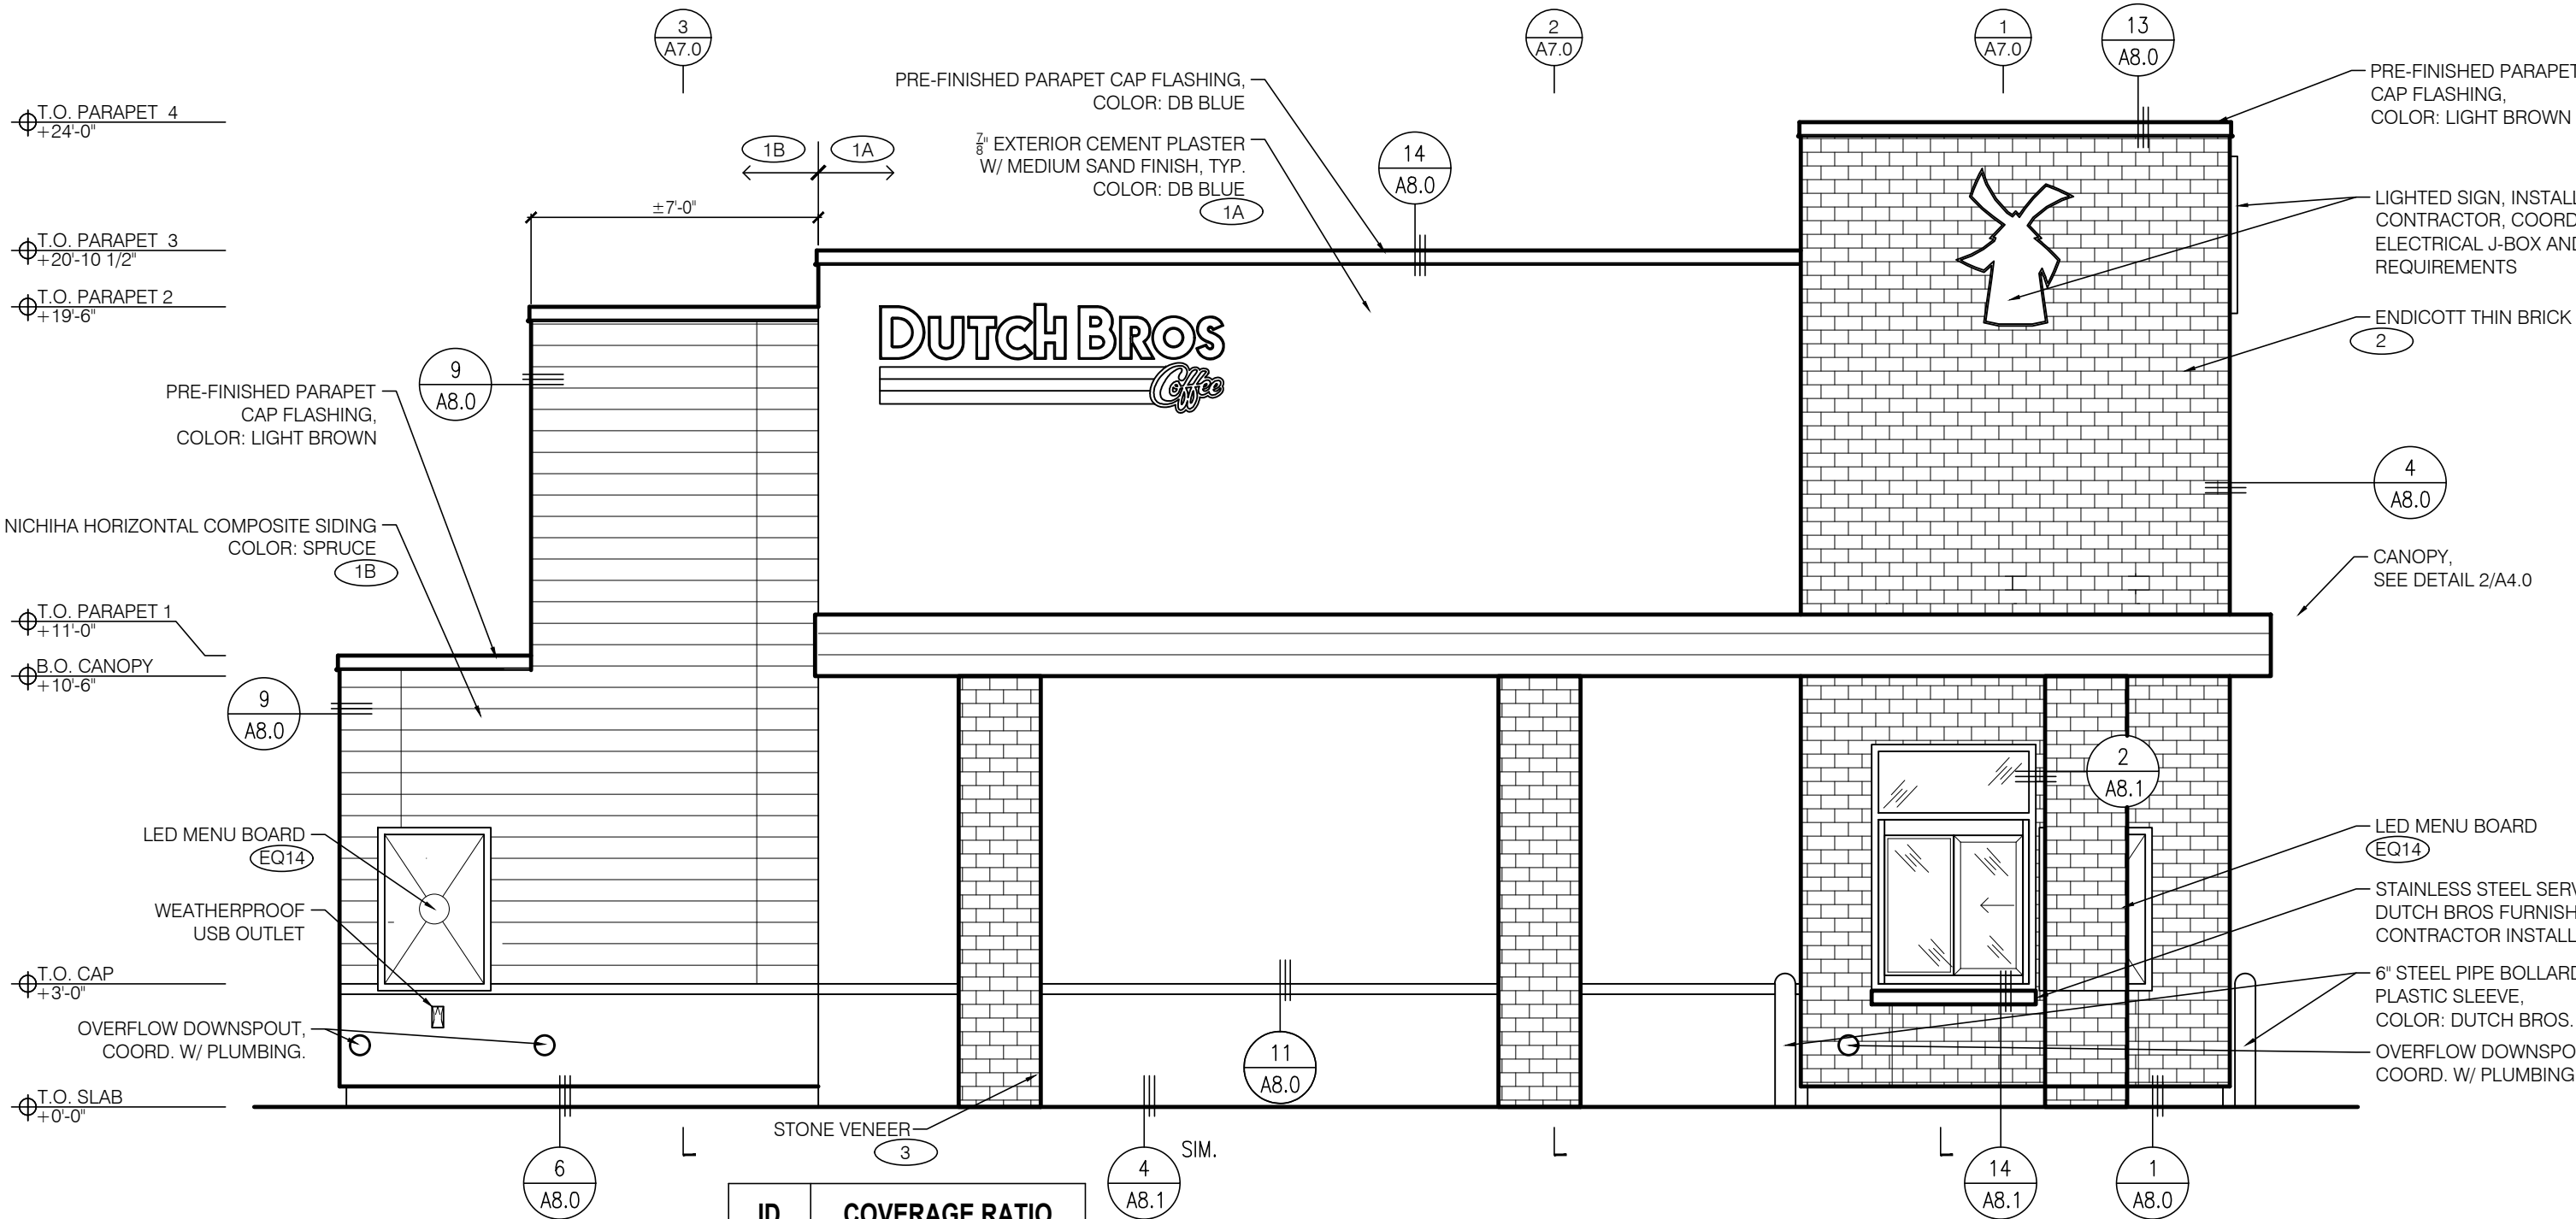 3
A7.0
2
A7.0
1
A7.0
13
A8.0
PRE-FINISHED PARAPET CAP FLASHING,
COLOR: DB BLUE
7/8" EXTERIOR CEMENT PLASTER
W/ MEDIUM SAND FINISH, TYP.
COLOR: DB BLUE
1A
14
A8.0
PRE-FINISHED PARAPET
CAP FLASHING,
COLOR: LIGHT BROWN
T.O. PARAPET 4
+24'-0"
1B
1A
±7'-0"
T.O. PARAPET 3
+20'-10 1/2"
T.O. PARAPET 2
+19'-6"
LIGHTED SIGN, INSTALL
CONTRACTOR, COORD
ELECTRICAL J-BOX AND
REQUIREMENTS
ENDICOTT THIN BRICK
2
DUTCH BROS
Coffee
9
A8.0
PRE-FINISHED PARAPET
CAP FLASHING,
COLOR: LIGHT BROWN
4
A8.0
NICHIHA HORIZONTAL COMPOSITE SIDING
COLOR: SPRUCE
1B
CANOPY,
SEE DETAIL 2/A4.0
T.O. PARAPET 1
+11'-0"
B.O. CANOPY
+10'-6"
9
A8.0
2
A8.1
LED MENU BOARD
EQ14
LED MENU BOARD
EQ14
WEATHERPROOF
USB OUTLET
STAINLESS STEEL SERV
DUTCH BROS FURNISH
CONTRACTOR INSTALL
T.O. CAP
+3'-0"
6" STEEL PIPE BOLLARD
PLASTIC SLEEVE,
COLOR: DUTCH BROS.
OVERFLOW DOWNSPOUT,
COORD. W/ PLUMBING.
11
A8.0
OVERFLOW DOWNSPO
COORD. W/ PLUMBING
T.O. SLAB
+0'-0"
STONE VENEER
3
6
A8.0
4
A8.1
SIM.
14
A8.1
1
A8.0
ID
COVERAGE RATIO